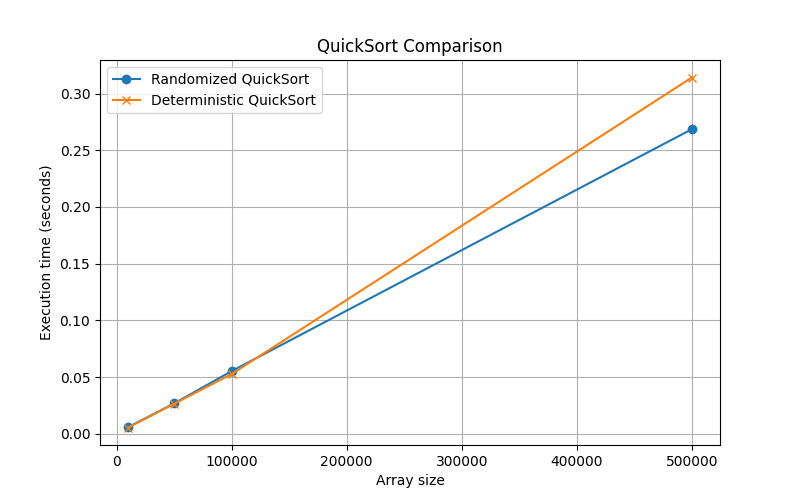 QuickSort Comparison
Randomized QuickSort
Deterministic QuickSort
Execution time (seconds)
0.30
0.25
0.20
0.15
0.10
0.05
0.00
0
100000
200000
300000
400000
500000
Array size